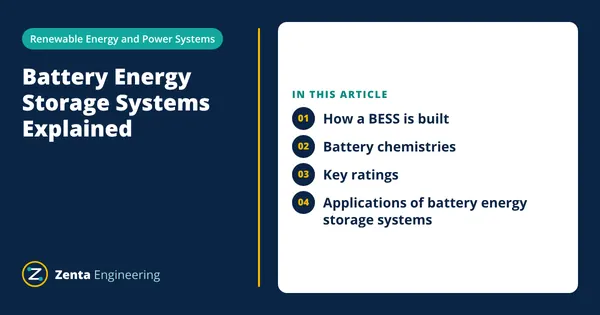 Renewable Energy and Power Systems
Battery Energy
Storage Systems
Explained
Zenta Engineering
IN THIS ARTICLE
01 How a BESS is built
02 Battery chemistries
03 Key ratings
04 Applications of battery energy
storage systems